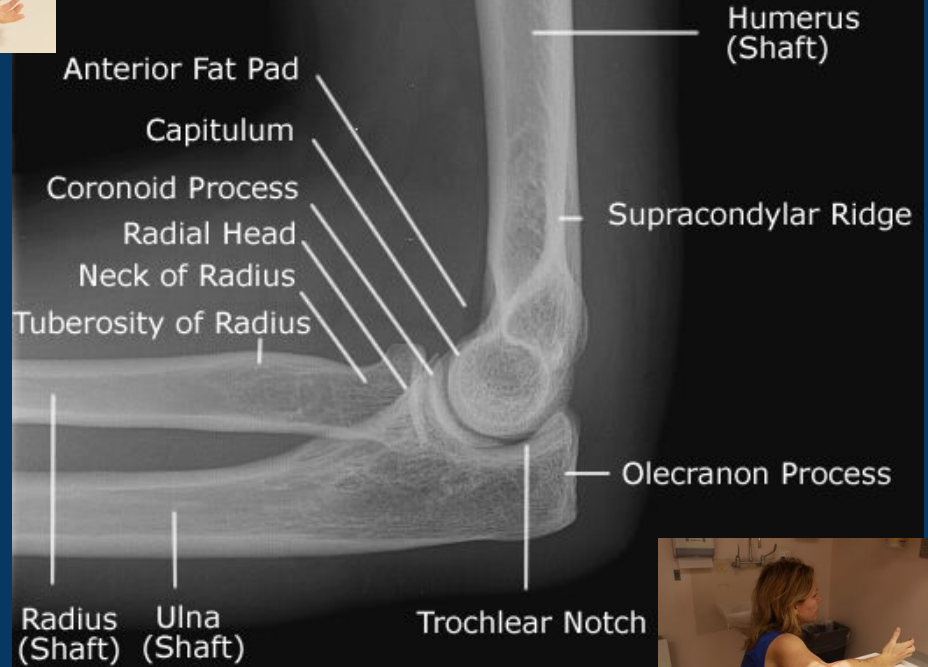 Humerus
(Shaft)
Anterior Fat Pad
Capitulum
Coronoid Process
Radial Head
Neck of Radius
Tuberosity of Radius
Supracondylar Ridge
Olecranon Process
Radius
(Shaft)
Ulna
(Shaft)
Trochlear Notch